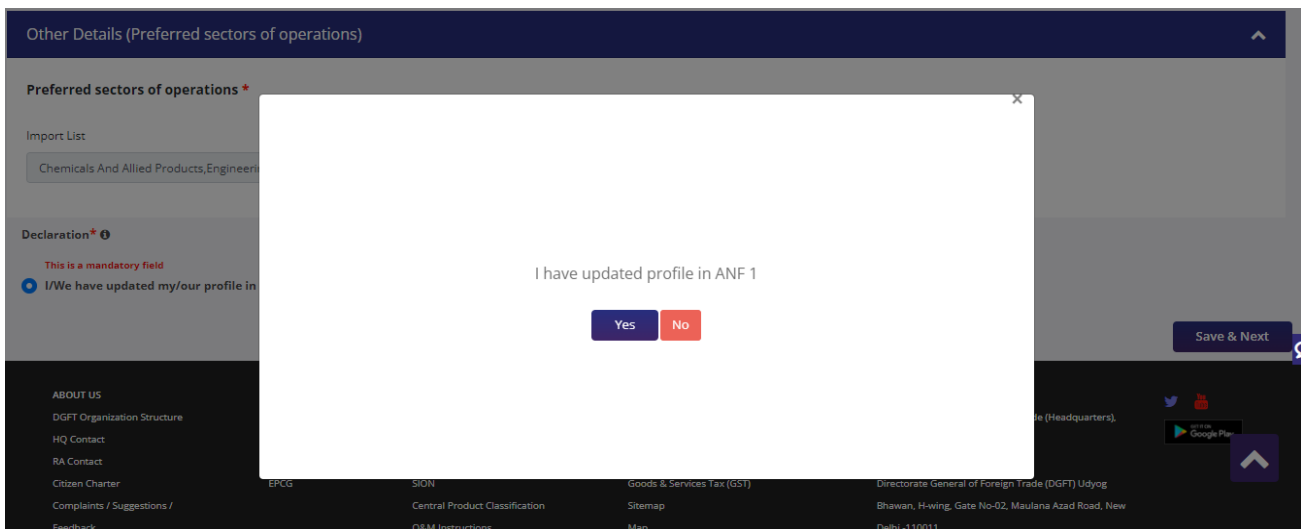 Other Details (Preferred sectors of operations)
Preferred sectors of operations *
×
Import List
Chemicals And Allied Products,Engineeri
Declaration*
This is a mandatory field
I/We have updated my/our profile in
I have updated profile in ANF 1
Yes No
Save & Next
ABOUT US
DGFT Organization Structure
HQ Contact
RA Contact
Citizen Charter
Complaints / Suggestions /
Feedback
EPCG
SION
Central Product Classification
O&M Instructions
Goods & Services Tax (GST)
Sitemap
Map
(Headquarters),
Directorate General of Foreign Trade (DGFT) Udyog
Bhawan, H-wing, Gate No-02, Maulana Azad Road, New
Delhi -110011
GET IT ON
Google Play